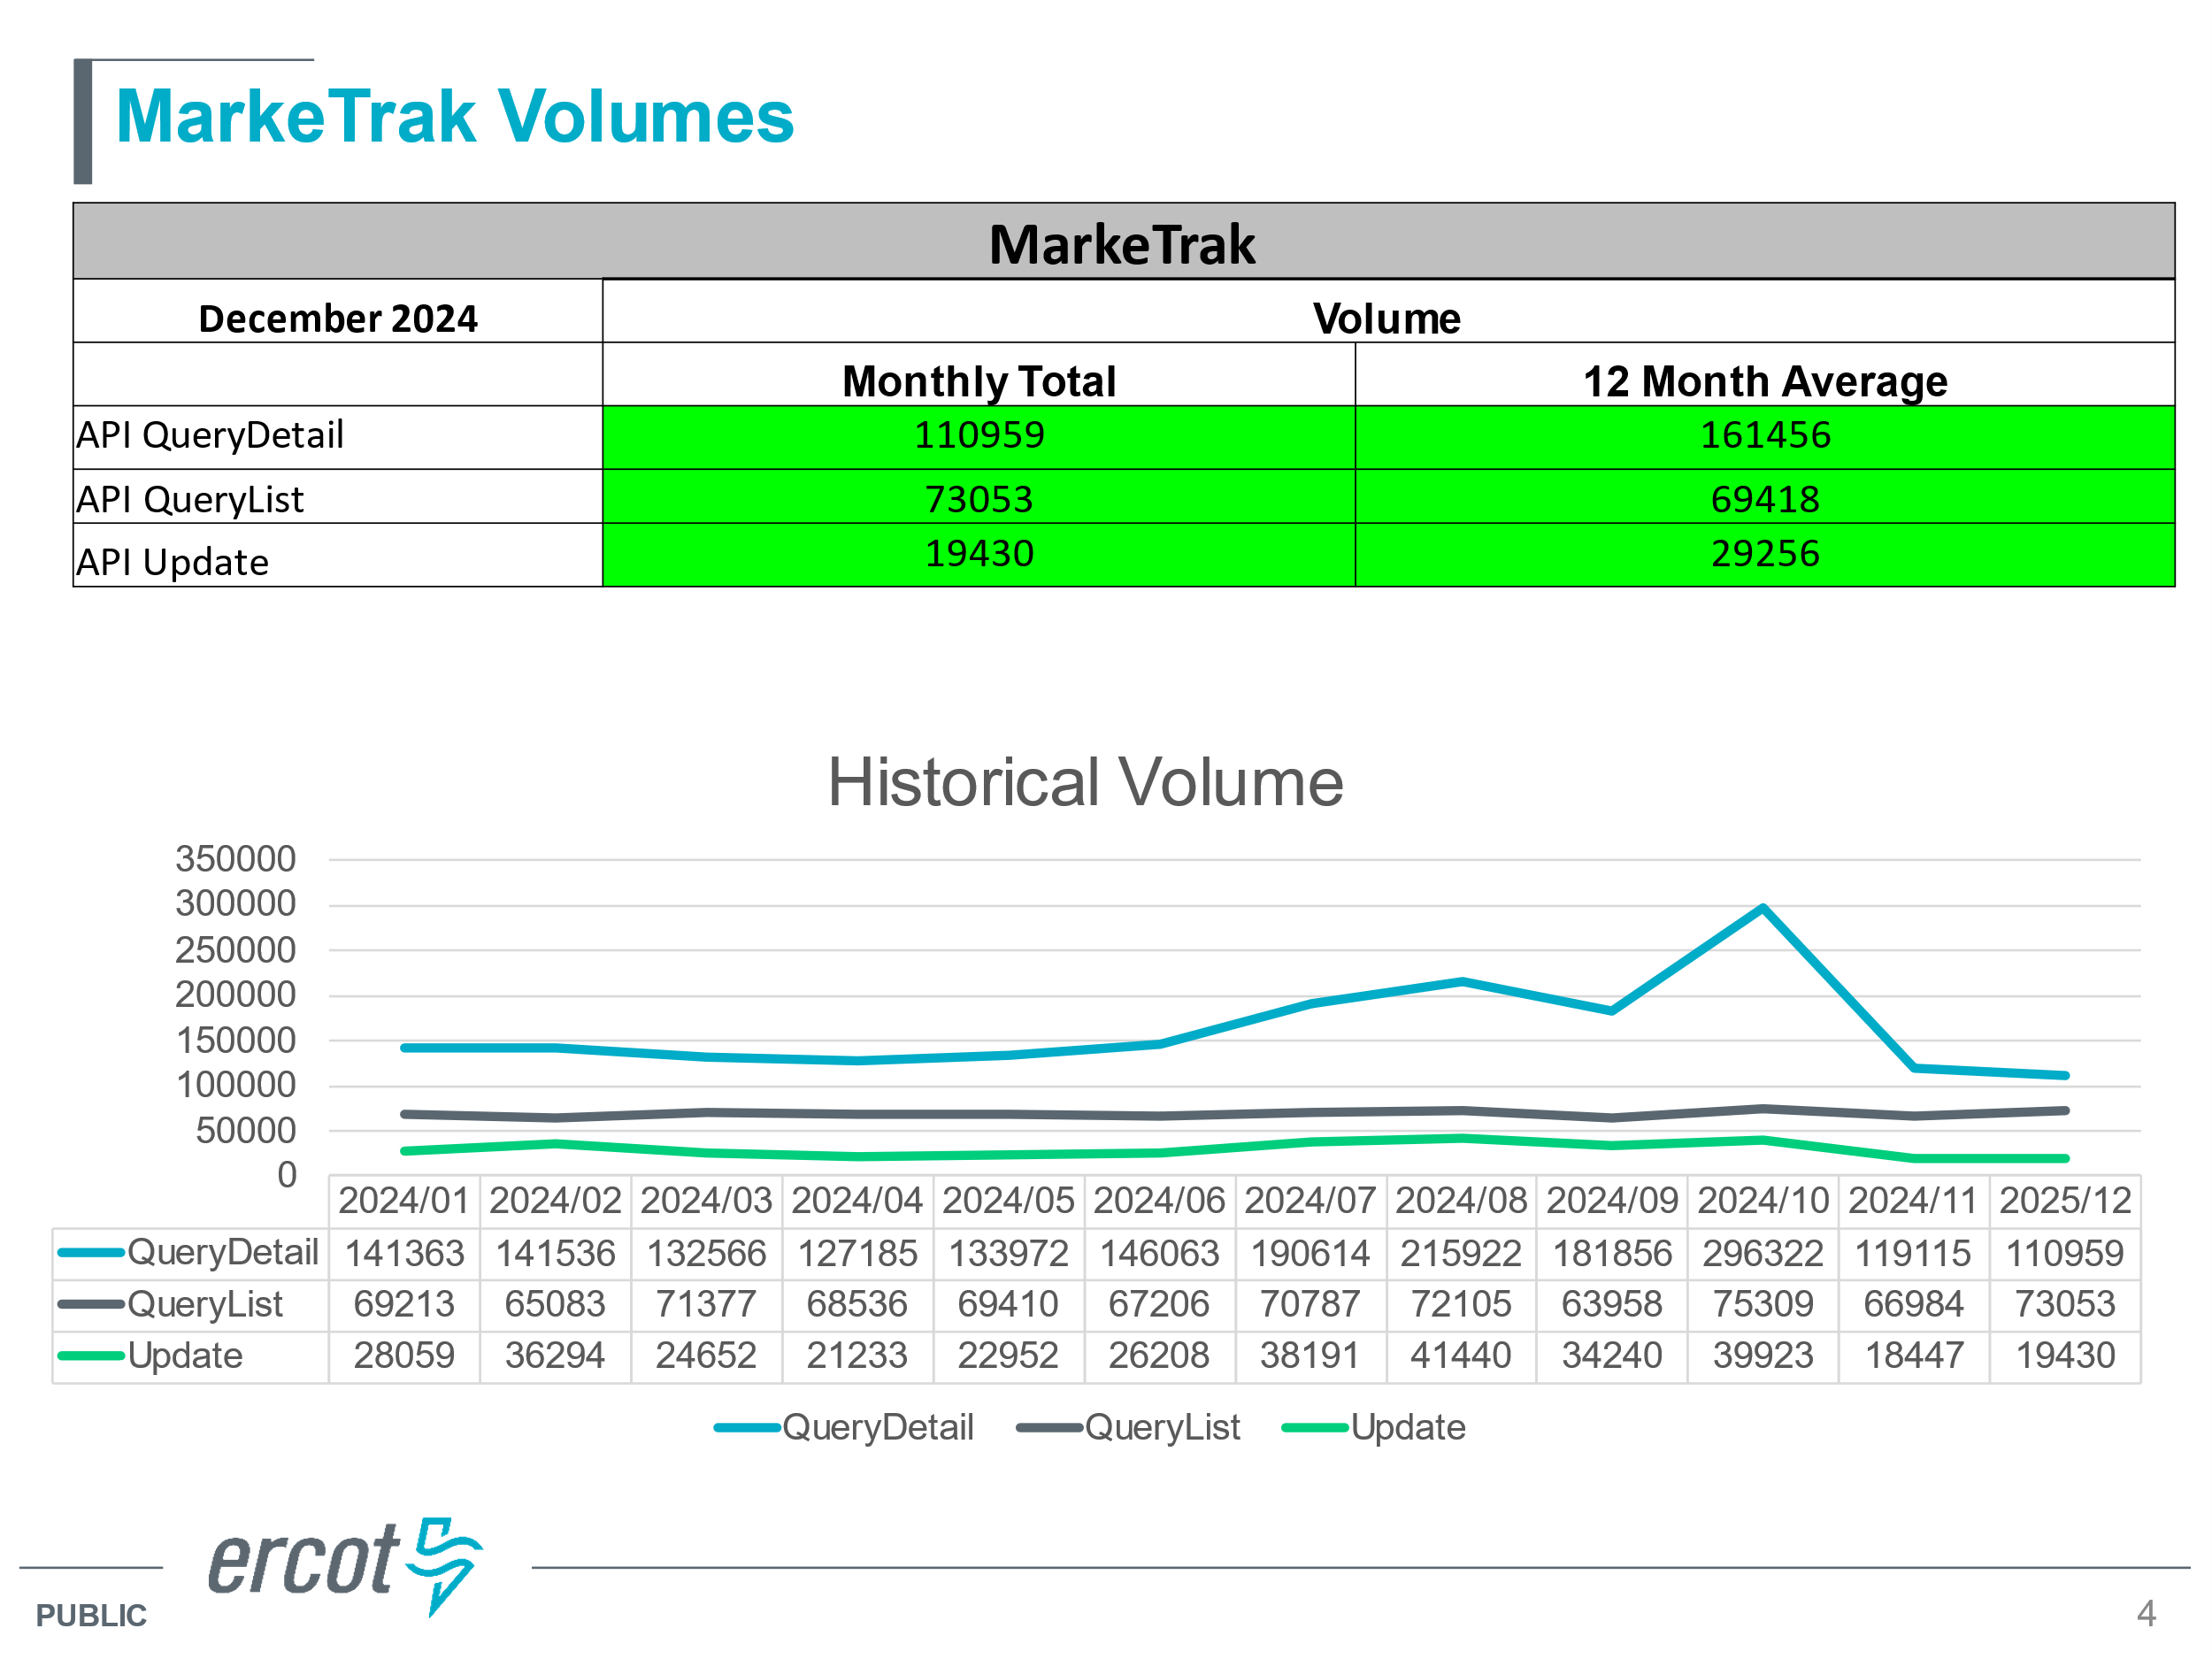 MarkeTrak Volumes
MarkeTrak
December 2024 Volume
Monthly Total 12 Month Average
API QueryDetail 110959 161456
API QueryList 73053 69418
API Update 19430 29256
Historical Volume
350000
300000
250000
200000
150000
100000
50000
0
2024/01 2024/02 2024/03 2024/04 2024/05 2024/06 2024/07 2024/08 2024/09 2024/10 2024/11 2025/12
QueryDetail 141363 141536 132566 127185 133972 146063 190614 215922 181856 296322 119115 110959
QueryList 69213 65083 71377 68536 69410 67206 70787 72105 63958 75309 66984 73053
Update 28059 36294 24652 21233 22952 26208 38191 41440 34240 39923 18447 19430
QueryDetail QueryList Update
ercot
PUBLIC
4